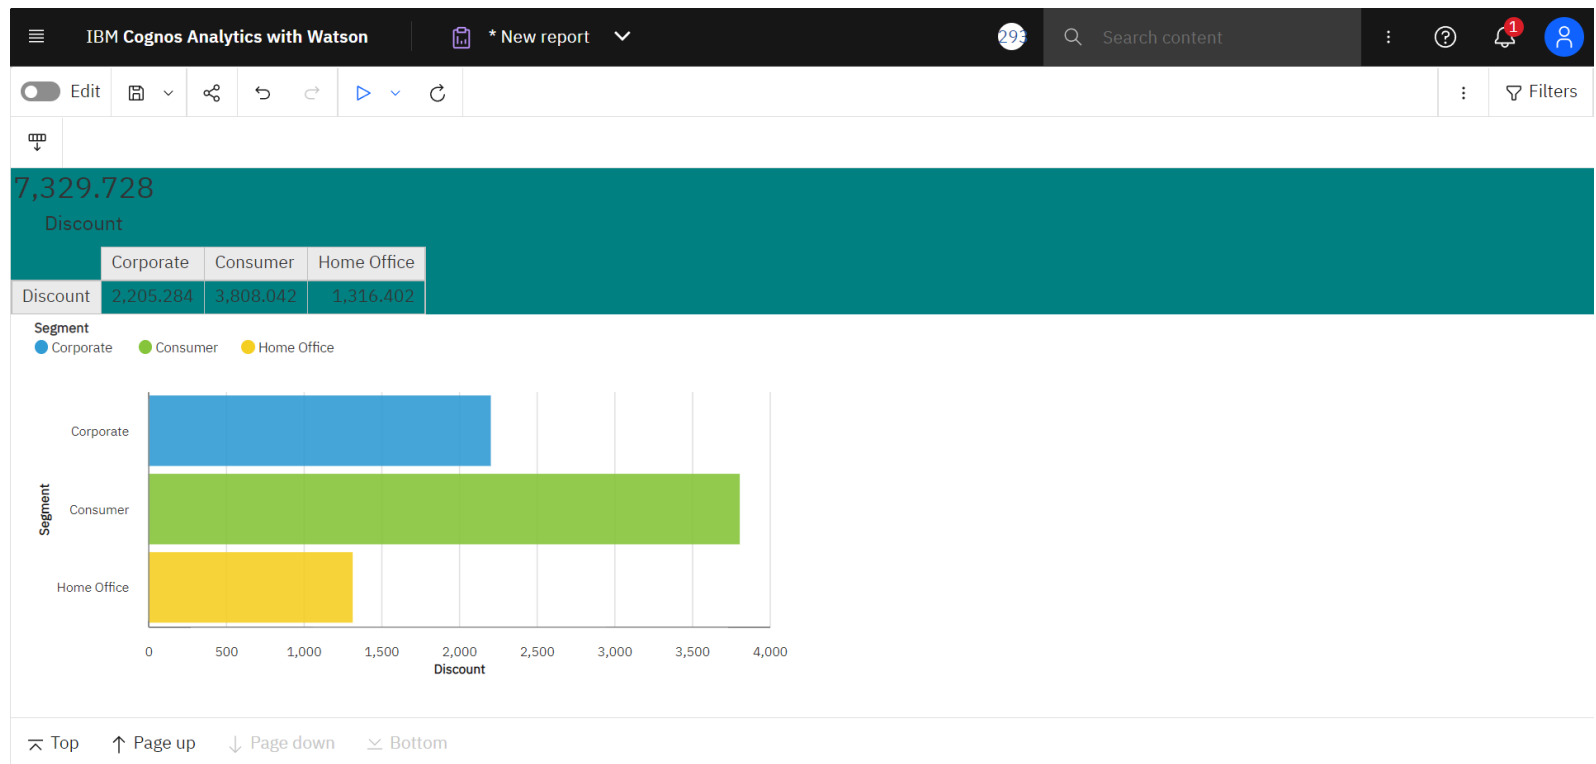 IBM Cognos Analytics with Watson
* New report
293
Search content
1
Edit
Filters
7,329.728
Discount
Corporate Consumer Home Office
Discount 2,205.284 3,808.042 1,316.402
Segment
Corporate Consumer Home Office
Segment
Corporate
Consumer
Home Office
0 500 1,000 1,500 2,000 2,500 3,000 3,500 4,000
Discount
Top Page up Page down Bottom